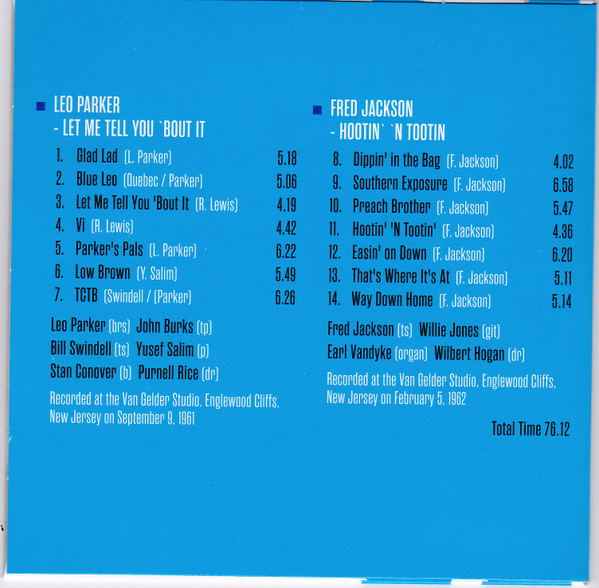 LEO PARKER
- LET ME TELL YOU `BOUT IT
1. Glad Lad (L. Parker) 5.18
2. Blue Leo (Quebec / Parker) 5.06
3. Let Me Tell You 'Bout It (R. Lewis) 4.19
4. Vi (R. Lewis) 4.42
5. Parker's Pals (L. Parker) 6.22
6. Low Brown (Y. Salim) 5.49
7. TCTB (Swindell / (Parker) 6.26
Leo Parker (brs) John Burks (tp)
Bill Swindell (ts) Yusef Salim (p)
Stan Conover (b) Purnell Rice (dr)
Recorded at the Van Gelder Studio, Englewood Cliffs,
New Jersey on September 9, 1961
FRED JACKSON
- HOOTIN` `N TOOTIN
8. Dippin' in the Bag (F. Jackson) 4.02
9. Southern Exposure (F. Jackson) 6.58
10. Preach Brother (F. Jackson) 5.47
11. Hootin' 'N Tootin' (F. Jackson) 4.36
12. Easin' on Down (F. Jackson) 6.20
13. That's Where It's At (F. Jackson) 5.11
14. Way Down Home (F. Jackson) 5.14
Fred Jackson (ts) Willie Jones (git)
Earl Vandyke (organ) Wilbert Hogan (dr)
Recorded at the Van Gelder Studio, Englewood Cliffs,
New Jersey on February 5, 1962
Total Time 76.12